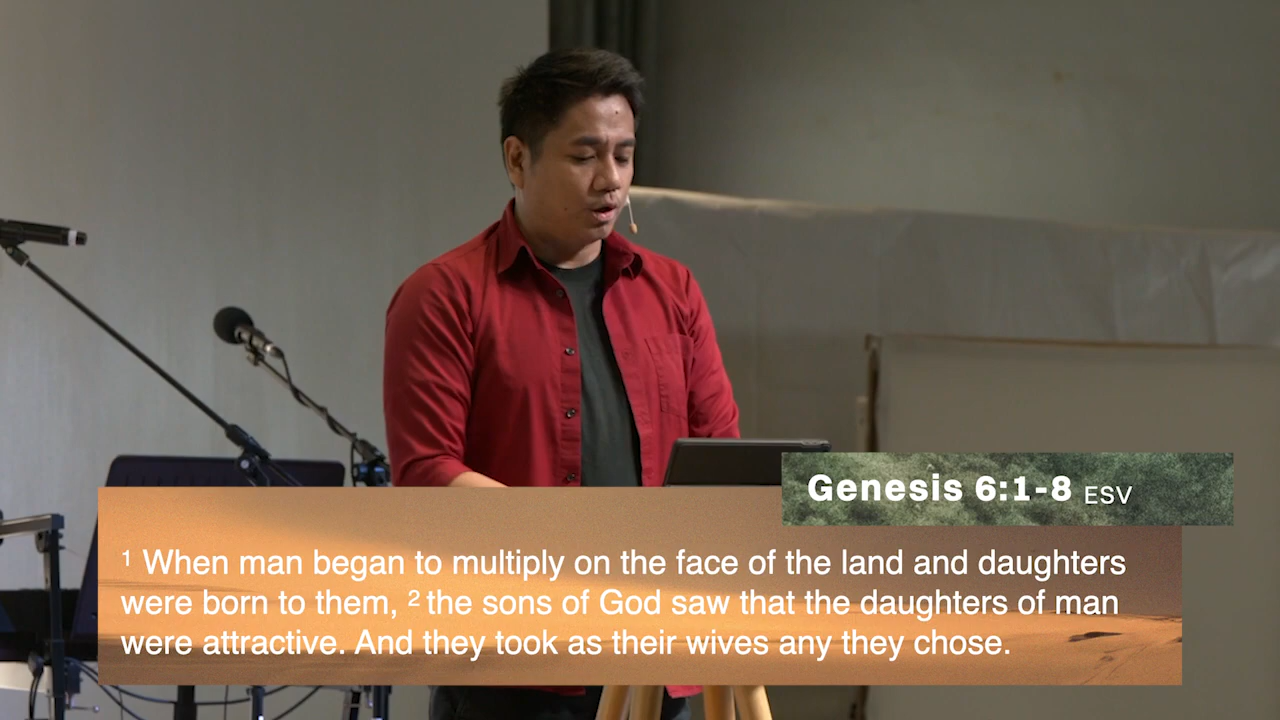 Genesis 6:1-8 ESV
1 When man began to multiply on the face of the land and daughters
were born to them, 2 the sons of God saw that the daughters of man
were attractive. And they took as their wives any they chose.